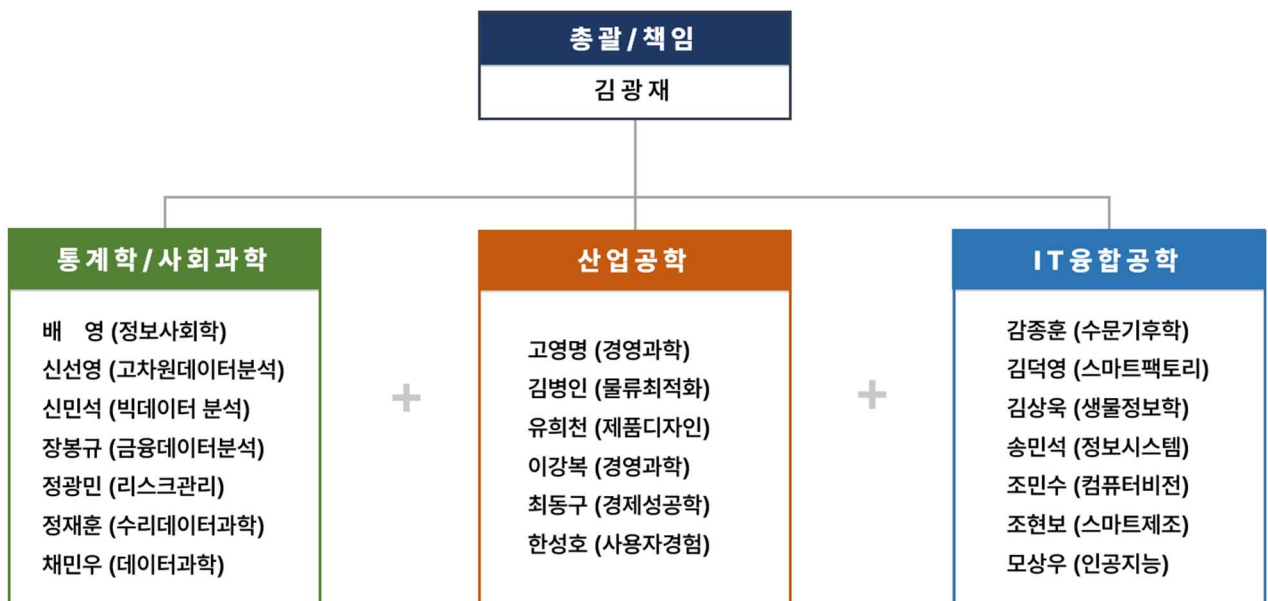 총괄/책임
김광재
통계학/사회과학
배 영 (정보사회학)
신선영 (고차원데이터분석)
신민석 (빅데이터 분석)
장봉규 (금융데이터분석)
정광민 (리스크관리)
정재훈 (수리데이터과학)
채민우 (데이터과학)
+
산업공학
고영명 (경영과학)
김병인 (물류최적화)
유희천 (제품디자인)
이강복 (경영과학)
최동구 (경제성공학)
한성호 (사용자경험)
+
IT융합공학
감종훈 (수문기후학)
김덕영 (스마트팩토리)
김상욱 (생물정보학)
송민석 (정보시스템)
조민수 (컴퓨터비전)
조현보 (스마트제조)
모상우 (인공지능)